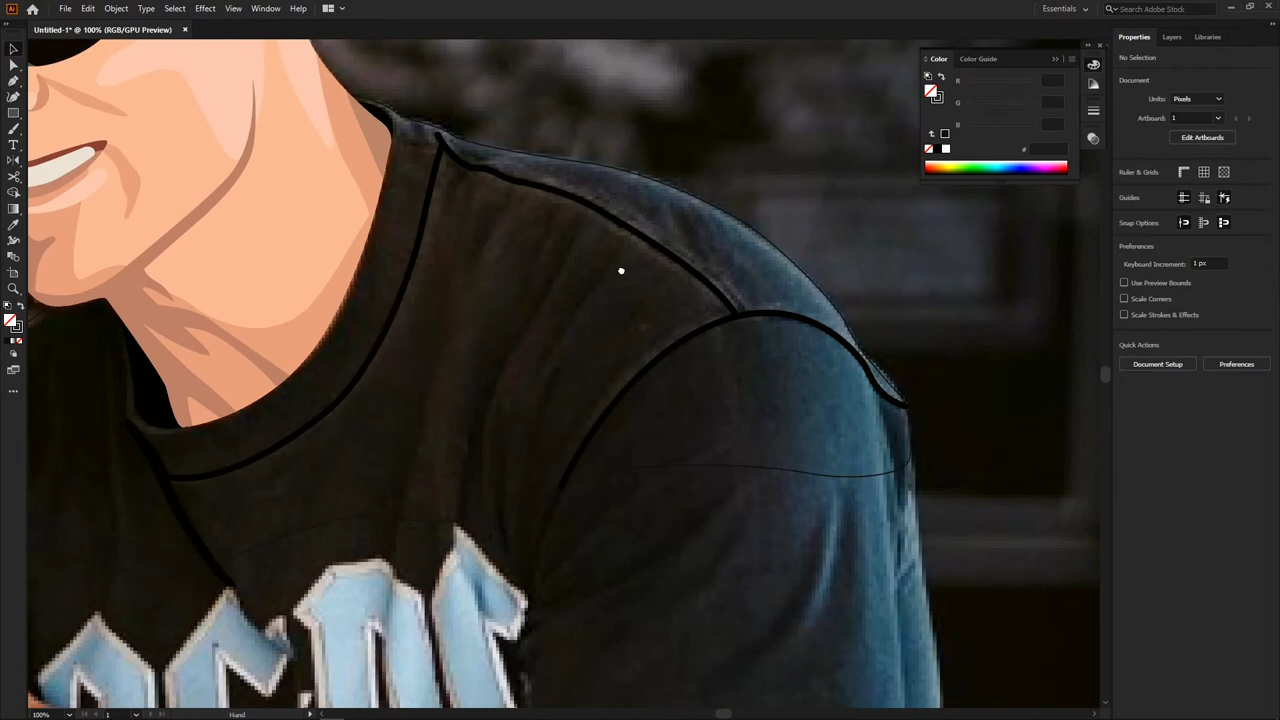 Ai File Edit Object Type Select Effect View Window Help Essentials Search Adobe Stock
Untitled-1* @ 100% (RGB/GPU Preview)
Color Color Guide
R
G
B
#
Properties Layers Libraries
No Selection
Document
Units: Pixels
Artboard: 1
Edit Artboards
Ruler & Grids
Guides
Snap Options
Preferences
Keyboard Increment: 1 px
Use Preview Bounds
Scale Corners
Scale Strokes & Effects
Quick Actions
Document Setup Preferences
100% 1 Hand